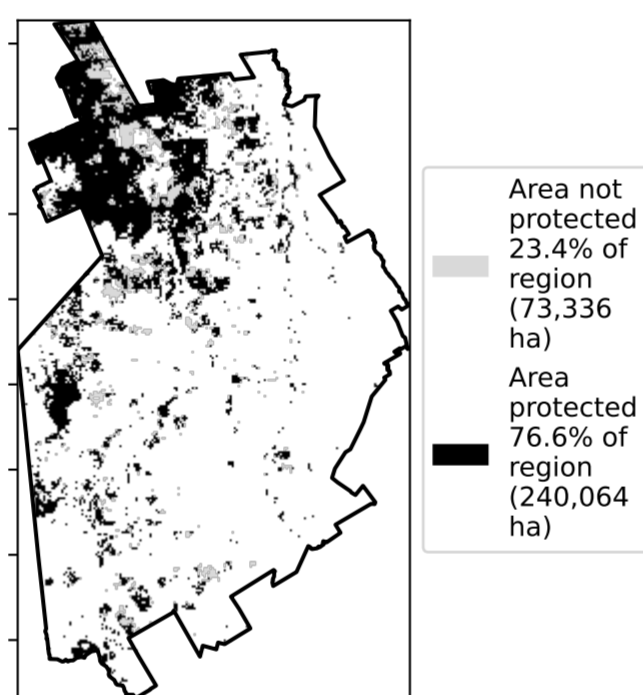 Area not
protected
23.4% of
region
(73,336
ha)
Area
protected
76.6% of
region
(240,064
ha)